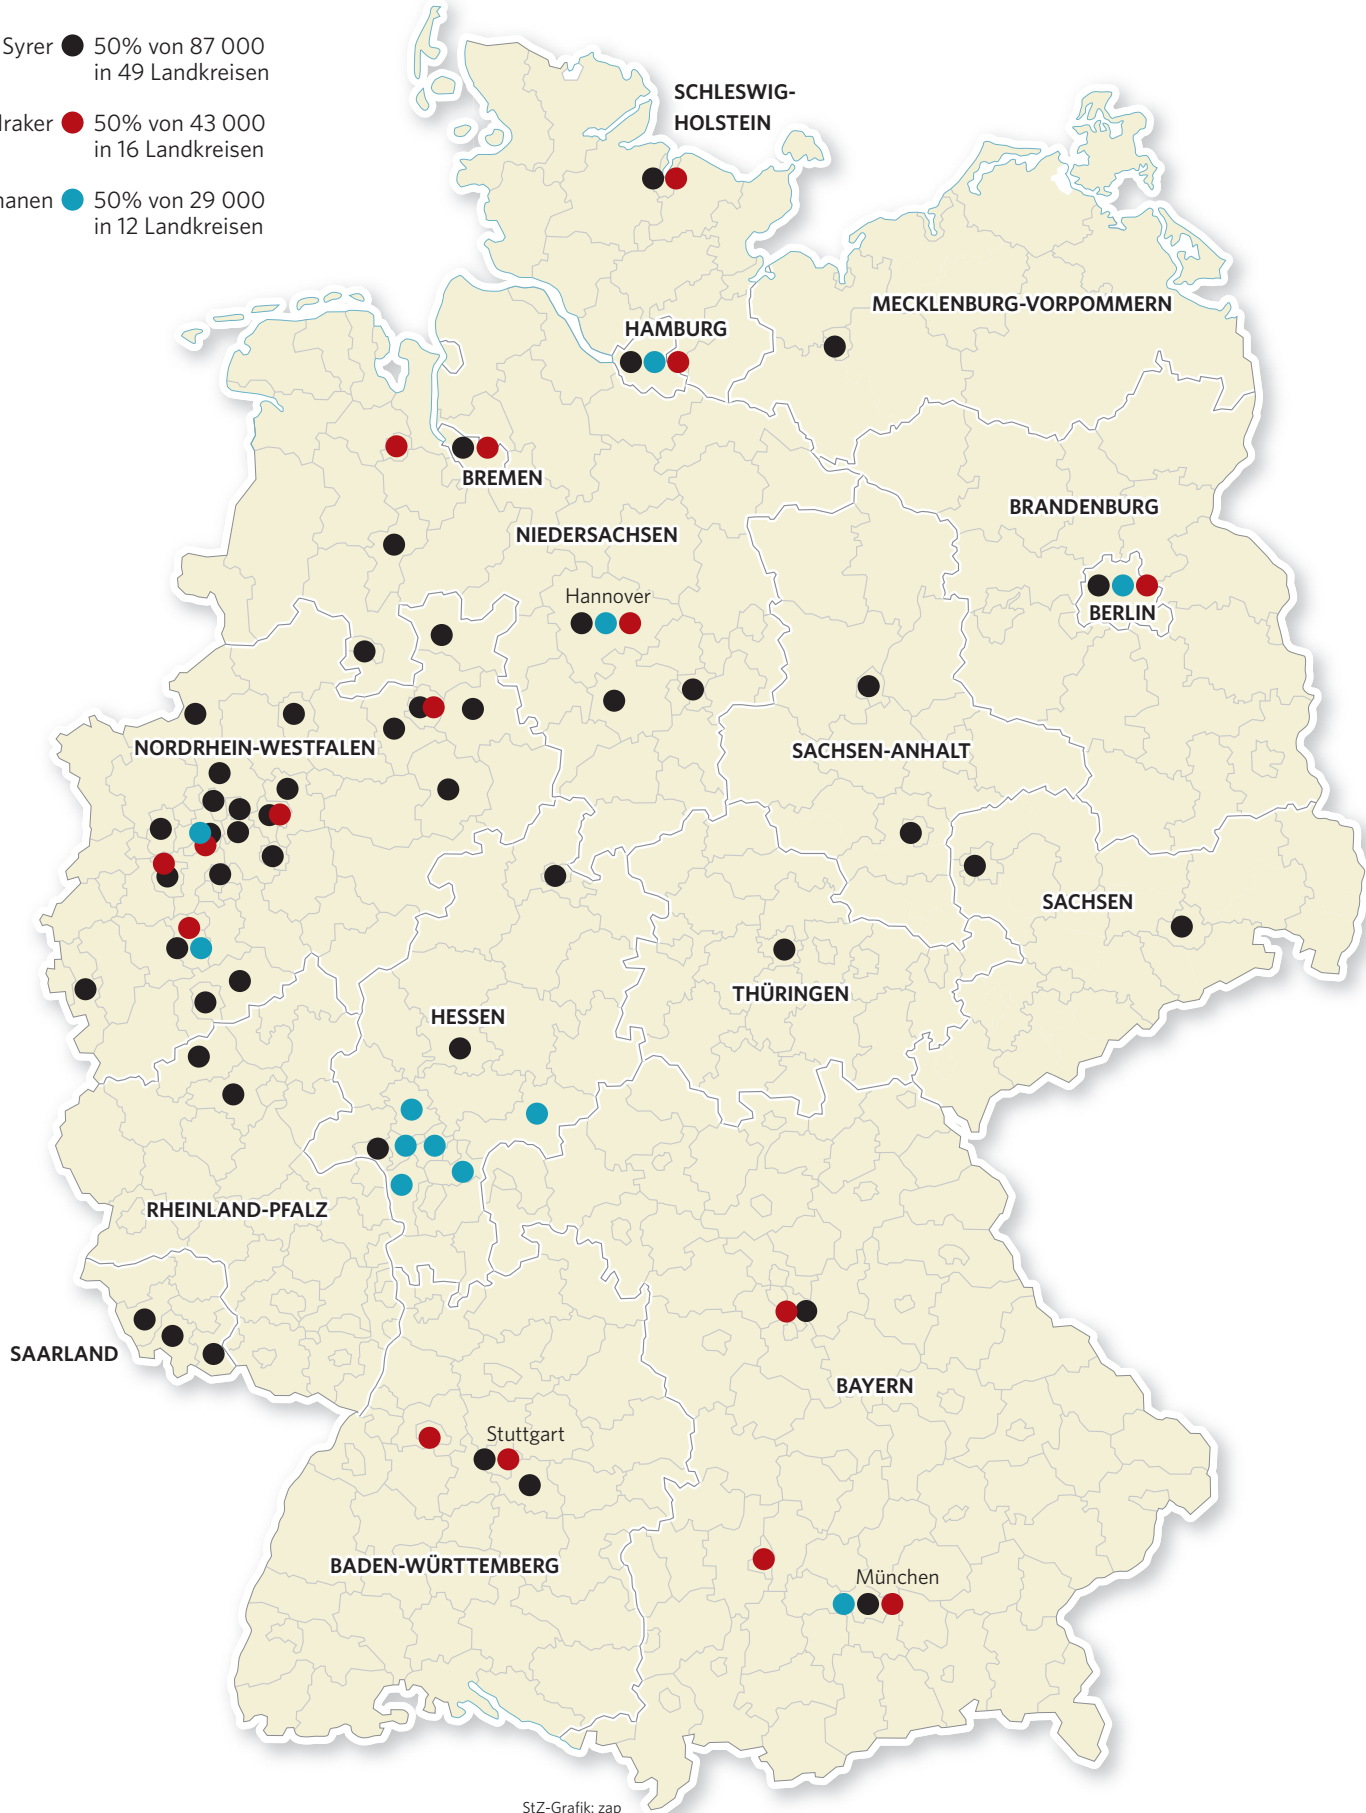 Syrer 50% von 87 000
in 49 Landkreisen
Iraker 50% von 43 000
in 16 Landkreisen
50% von 29 000
in 12 Landkreisen
SCHLESWIG-
HOLSTEIN
MECKLENBURG-VORPOMMERN
HAMBURG
BREMEN
BRANDENBURG
NIEDERSACHSEN
Hannover
BERLIN
NORDRHEIN-WESTFALEN
SACHSEN-ANHALT
SACHSEN
THÜRINGEN
HESSEN
RHEINLAND-PFALZ
SAARLAND
BAYERN
Stuttgart
BADEN-WÜRTTEMBERG
München
StZ-Grafik: zap